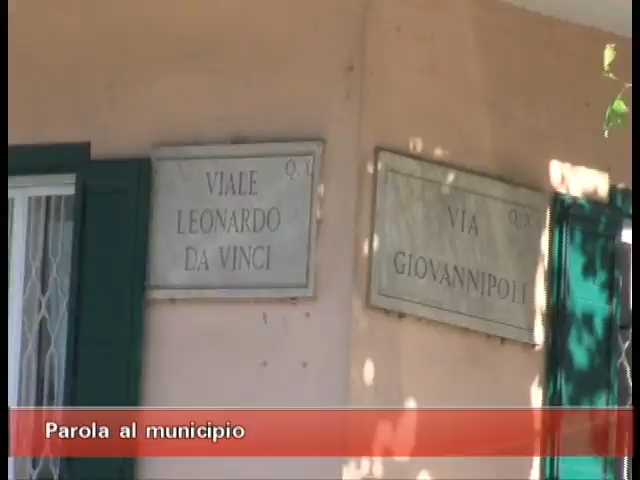 Q. X
VIALE
LEONARDO
DA VINCI
Q. X
VIA
GIOVANNIPOLI
Parola al municipio